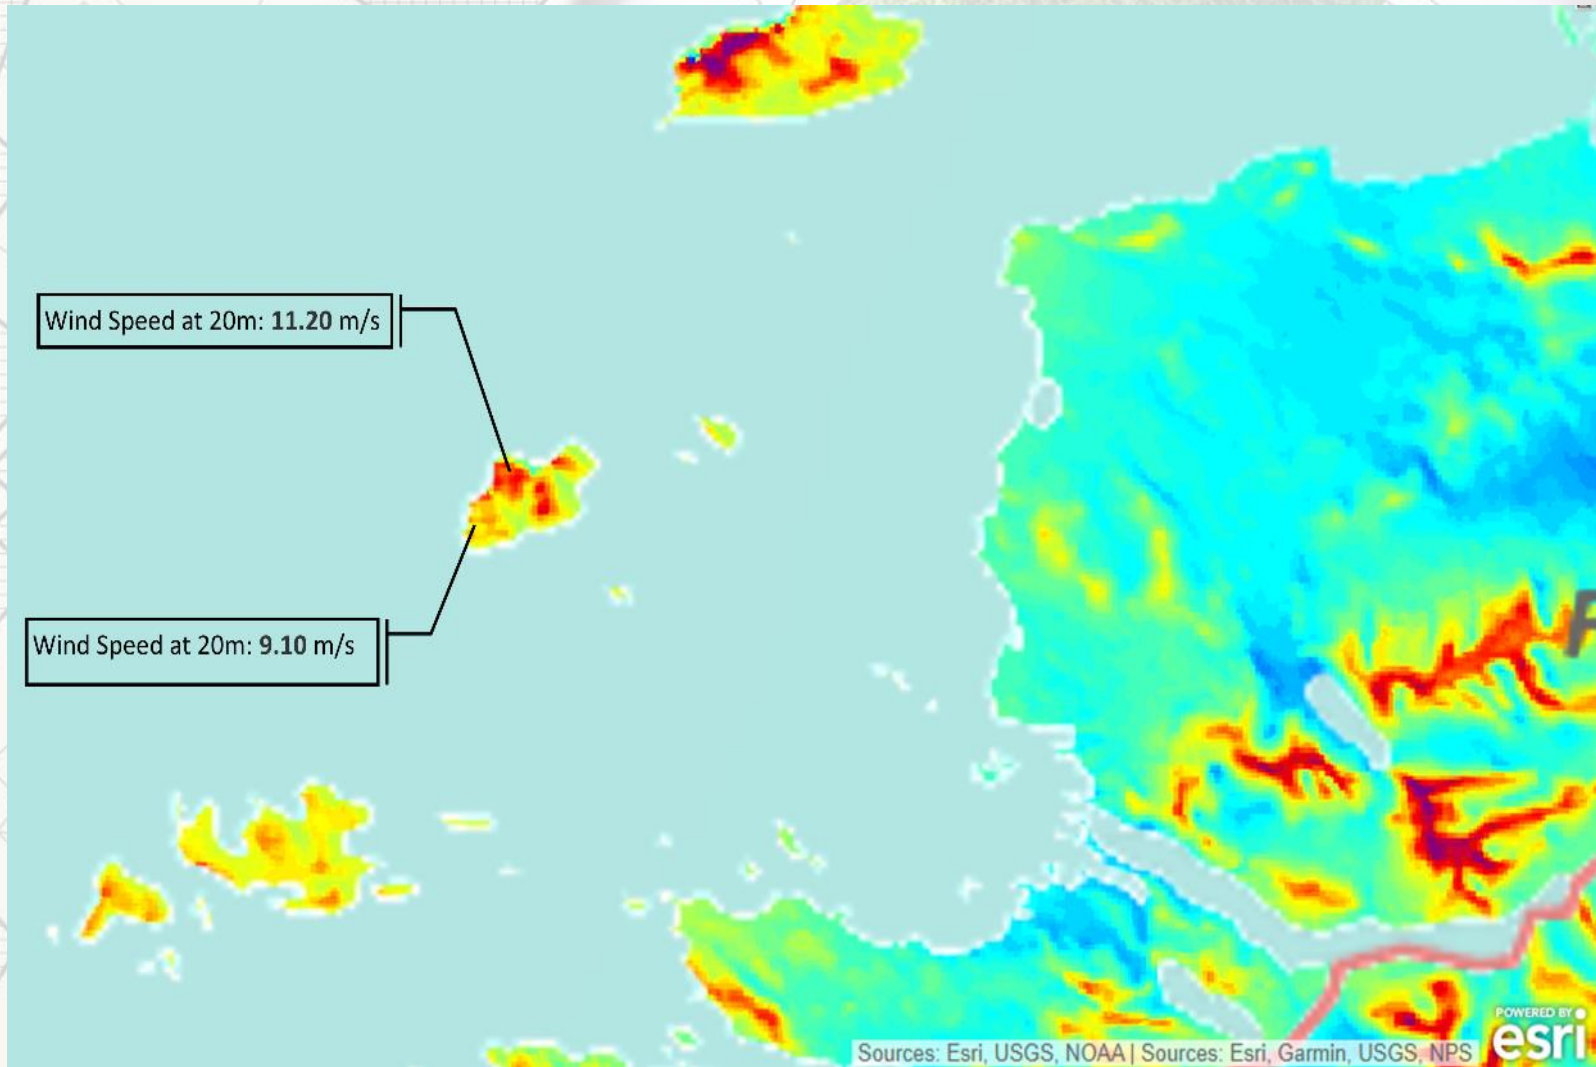 Wind Speed at 20m: 11.20 m/s
Wind Speed at 20m: 9.10 m/s
POWERED BY
esri
Sources: Esri, USGS, NOAA | Sources: Esri, Garmin, USGS, NPS